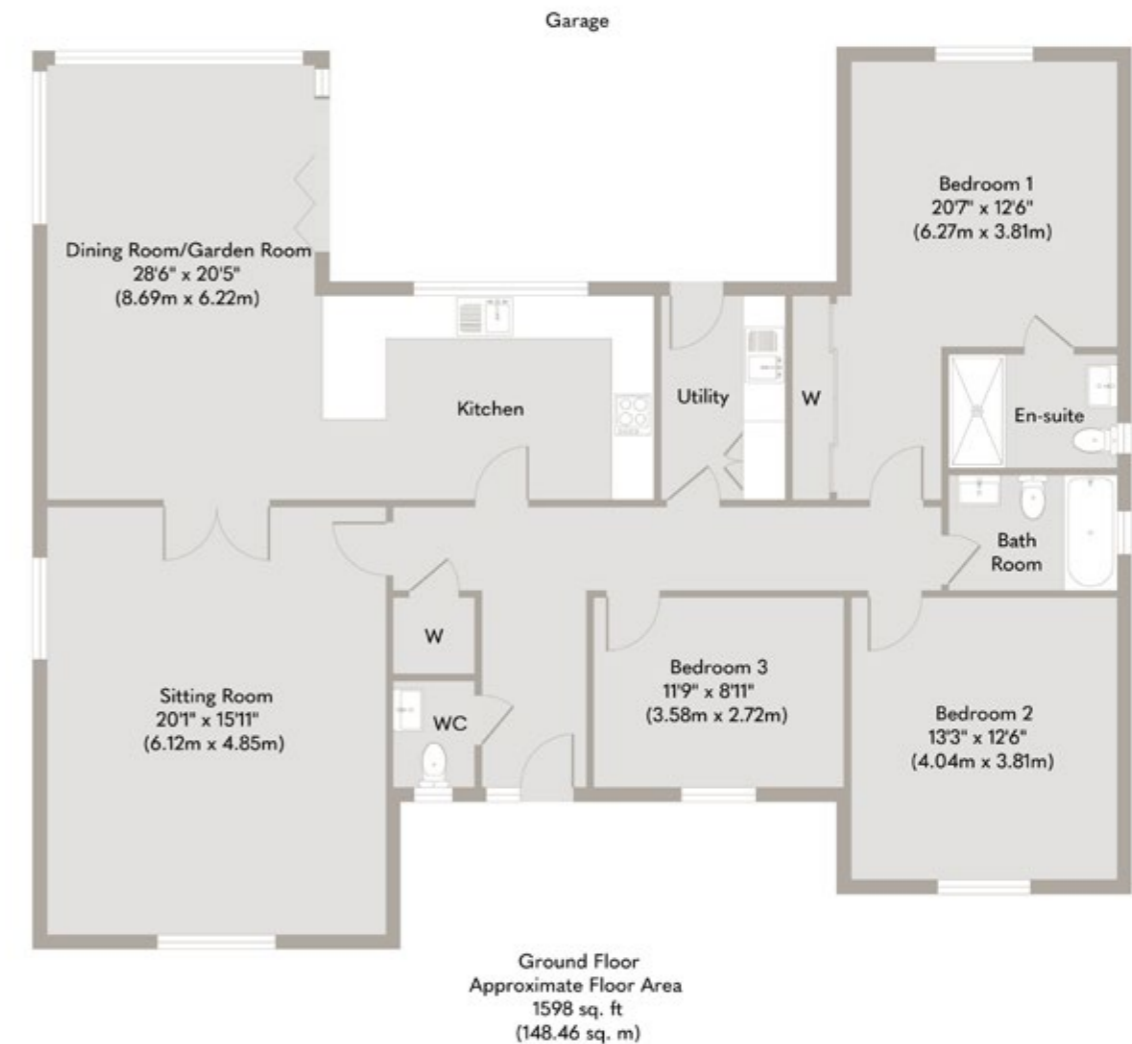 Garage
Bedroom 1
20'7" x 12'6"
(6.27m x 3.81m)
Dining Room/Garden Room
28'6" x 20'5"
(8.69m x 6.22m)
Kitchen
Utility
W
En-suite
Bath
Room
W
Sitting Room
20'1" x 15'11"
(6.12m x 4.85m)
WC
Bedroom 3
11'9" x 8'11"
(3.58m x 2.72m)
Bedroom 2
13'3" x 12'6"
(4.04m x 3.81m)
Ground Floor
Approximate Floor Area
1598 sq. ft
(148.46 sq. m)